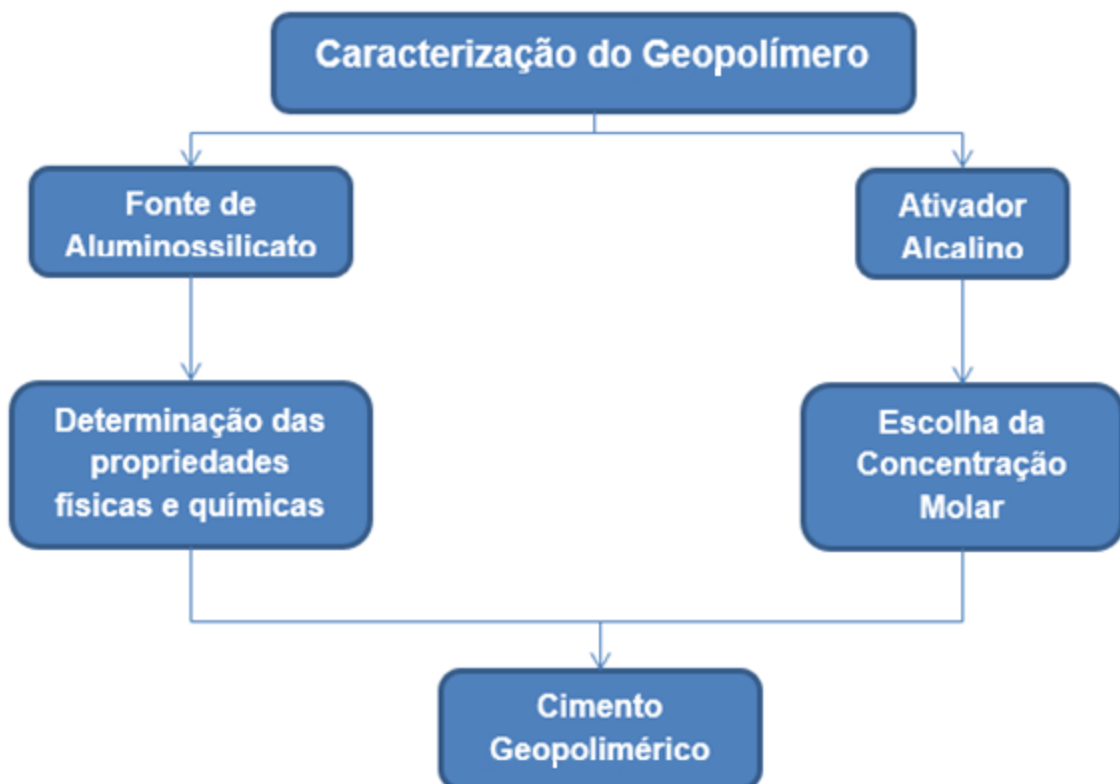 Caracterização do Geopolímero
Fonte de
Aluminossilicato
Ativador
Alcalino
Determinação das
propriedades
físicas e químicas
Escolha da
Concentração
Molar
Cimento
Geopolimérico